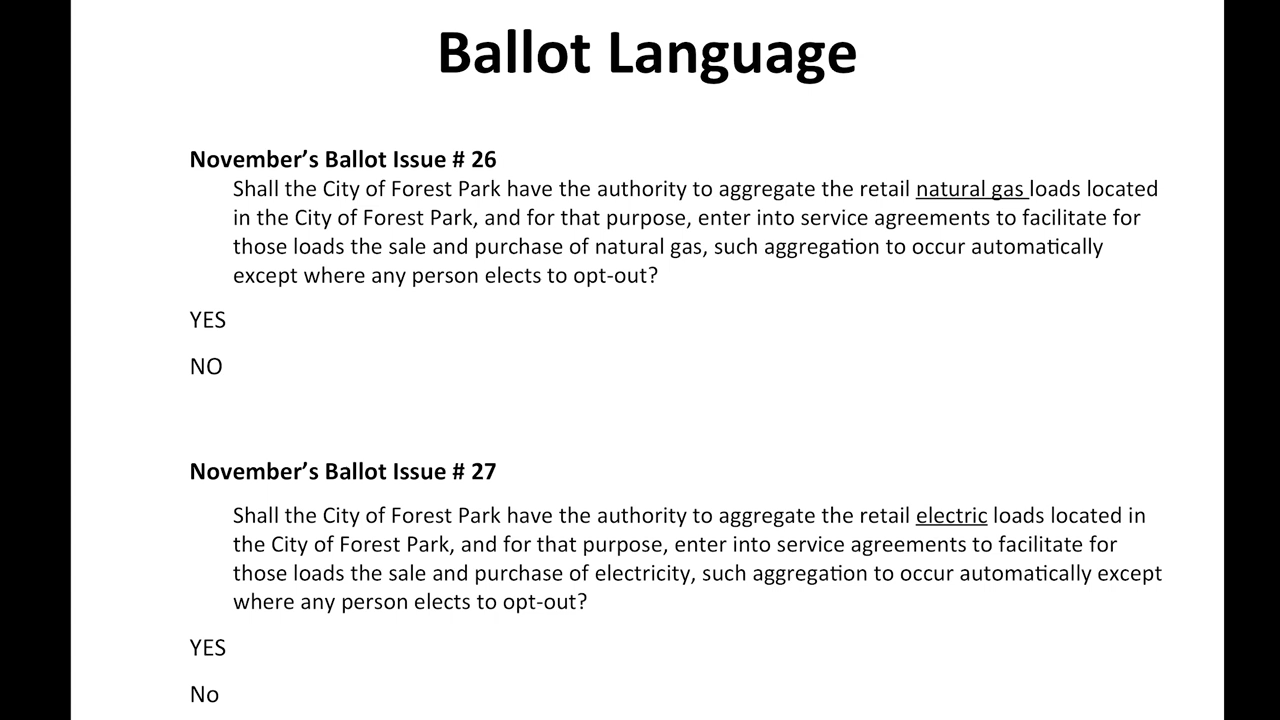 Ballot Language
November’s Ballot Issue # 26
Shall the City of Forest Park have the authority to aggregate the retail natural gas loads located
in the City of Forest Park, and for that purpose, enter into service agreements to facilitate for
those loads the sale and purchase of natural gas, such aggregation to occur automatically
except where any person elects to opt-out?
YES
NO
November’s Ballot Issue # 27
Shall the City of Forest Park have the authority to aggregate the retail electric loads located in
the City of Forest Park, and for that purpose, enter into service agreements to facilitate for
those loads the sale and purchase of electricity, such aggregation to occur automatically except
where any person elects to opt-out?
YES
No